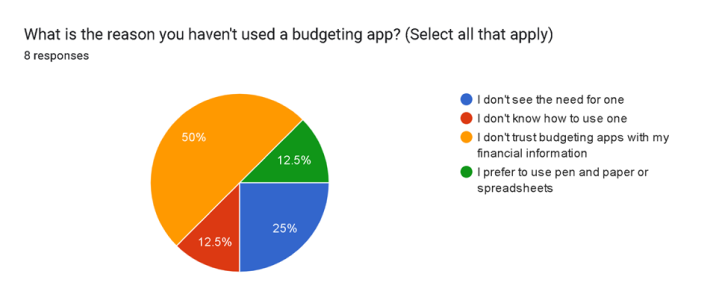 What is the reason you haven't used a budgeting app? (Select all that apply)
8 responses
50%
12.5%
12.5%
25%
I don't see the need for one
I don't know how to use one
I don't trust budgeting apps with my
financial information
I prefer to use pen and paper or
spreadsheets